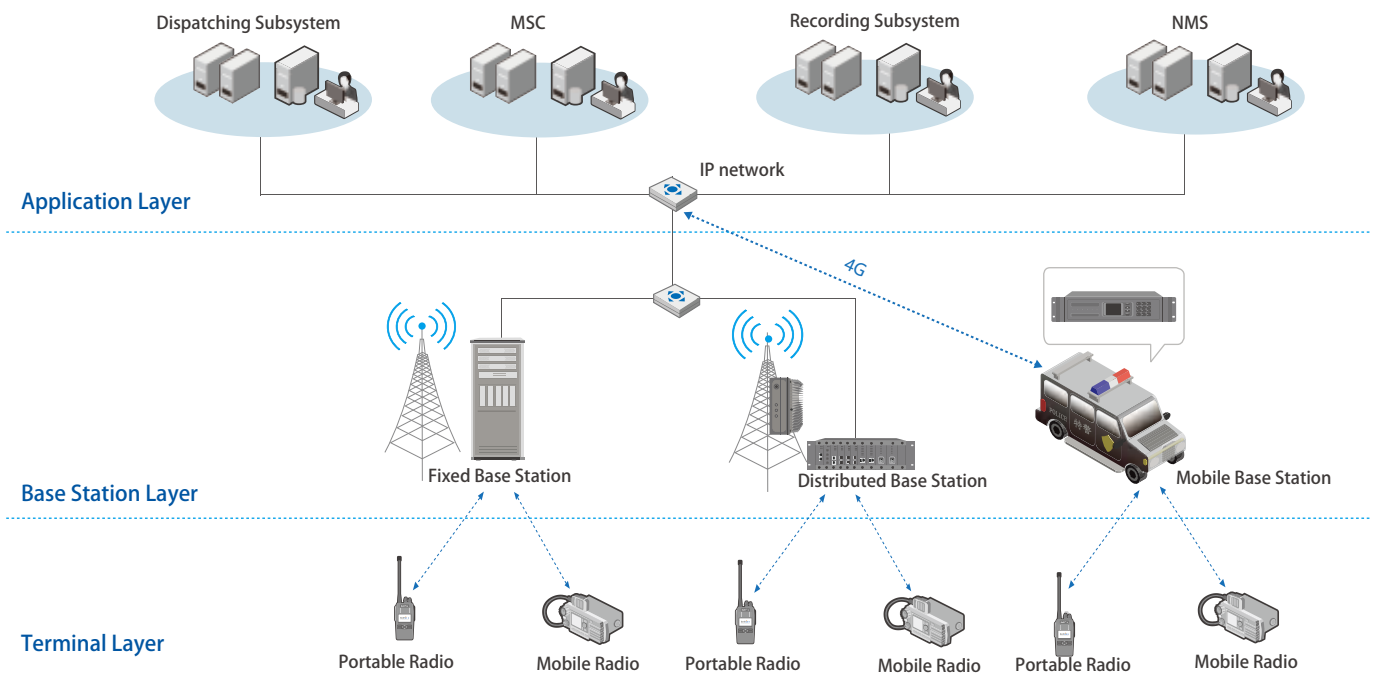 Dispatching Subsystem
MSC
Recording Subsystem
NMS
IP network
Application Layer
4G
Fixed Base Station
Distributed Base Station
Mobile Base Station
Base Station Layer
Terminal Layer
Portable Radio
Mobile Radio
Portable Radio
Mobile Radio
Portable Radio
Mobile Radio